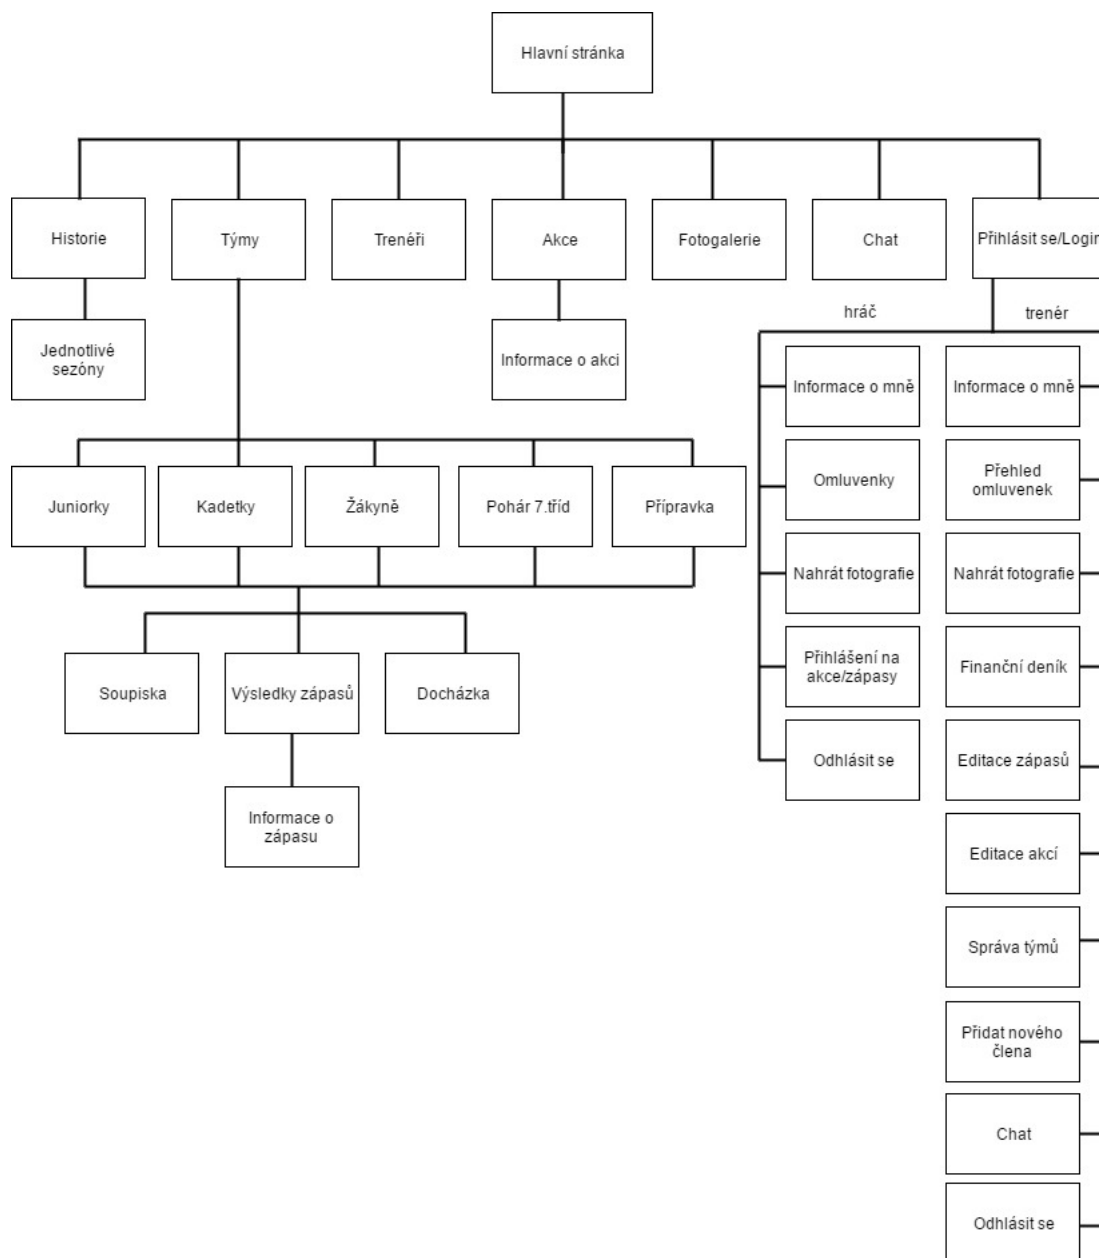 Hlavní stránka
Historie
Týmy
Trenéři
Akce
Fotogalerie
Chat
Přihlásit se/Login
Jednotlivé
sezóny
Informace o akci
hráč
trenér
Informace o mně
Omluvenky
Nahrát fotografie
Přihlášení na
akce/zápasy
Odhlásit se
Informace o mně
Přehled
omluvenek
Nahrát fotografie
Finanční deník
Editace zápasů
Editace akcí
Správa týmů
Přidat nového
člena
Chat
Odhlásit se
Juniorky
Kadetky
Žákyně
Pohár 7.tříd
Přípravka
Soupiska
Výsledky zápasů
Docházka
Informace o
zápasu